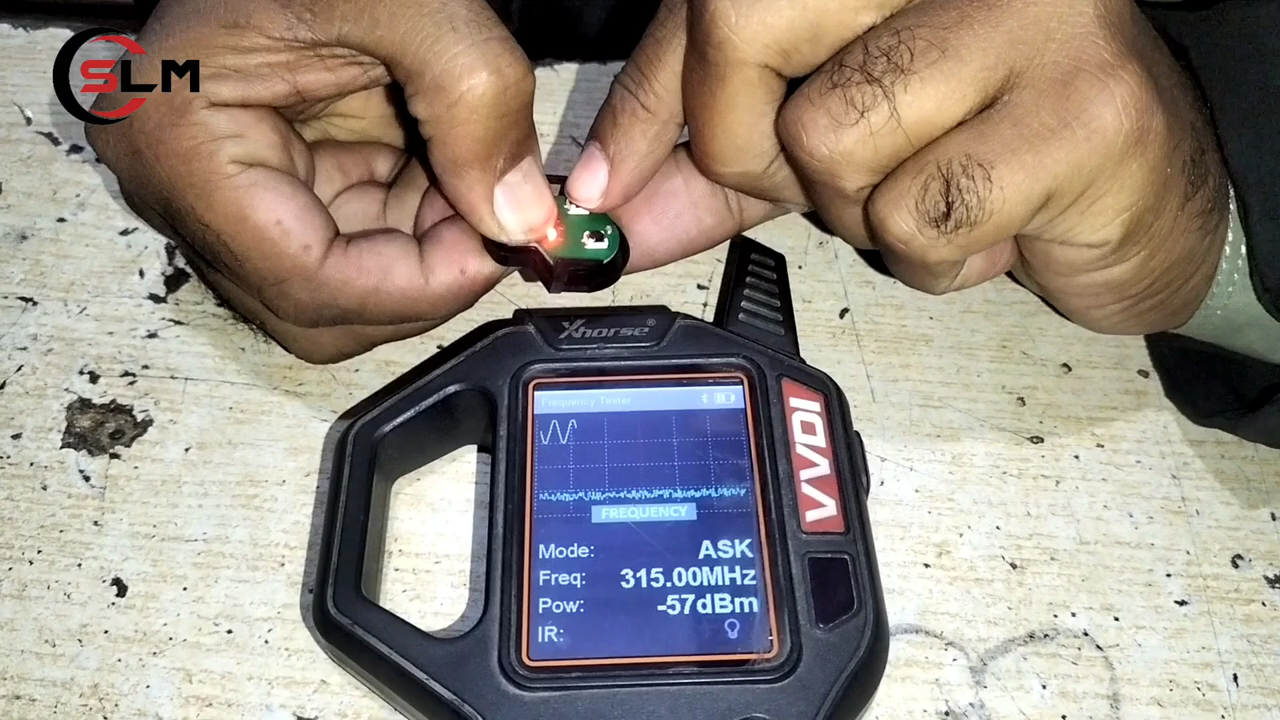 SLM
Xhorse®
Frequency Tester
VVDI
FREQUENCY
Mode: ASK
Freq: 315.00MHz
Pow: -57dBm
IR: